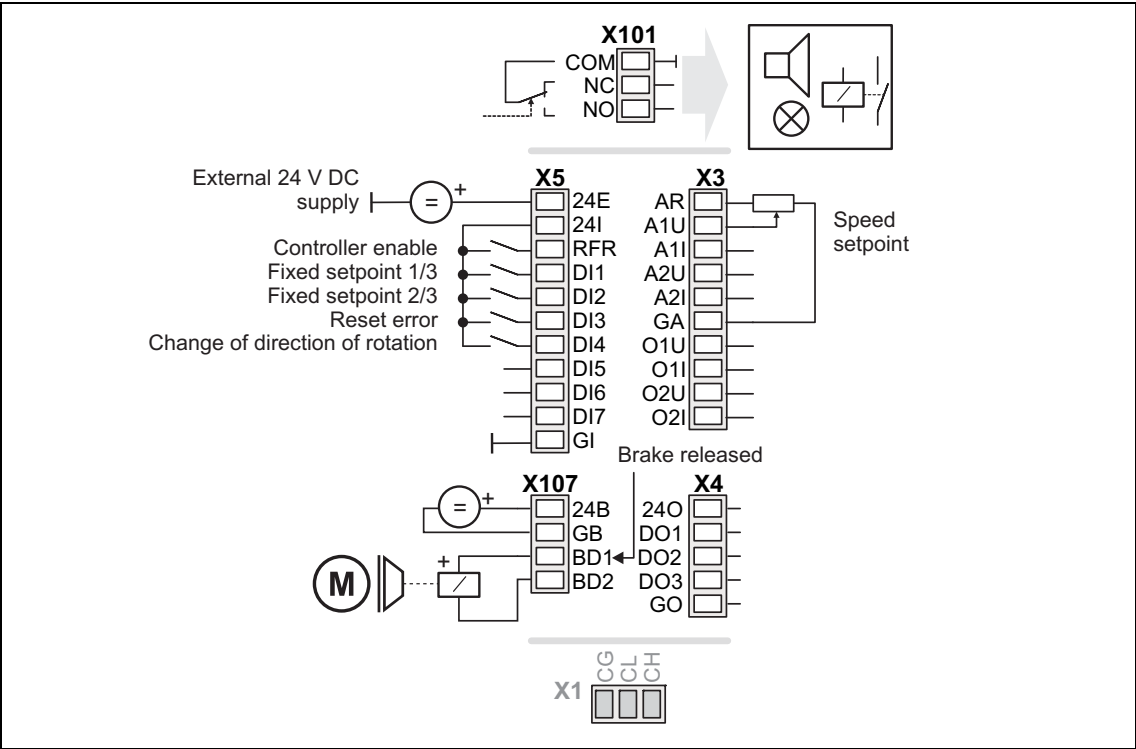 X101
COM
NC
NO
External 24 V DC
supply
=
+
X5
24E
24I
Controller enable
RFR
Fixed setpoint 1/3
DI1
Fixed setpoint 2/3
DI2
Reset error
DI3
Change of direction of rotation
DI4
DI5
DI6
DI7
GI
X3
AR
A1U
A1I
A2U
A2I
GA
O1U
O1I
O2U
O2I
Speed
setpoint
Brake released
X107
=
+
24B
GB
BD1
BD2
M
+
X4
24O
DO1
DO2
DO3
GO
X1
CG
CL
CH